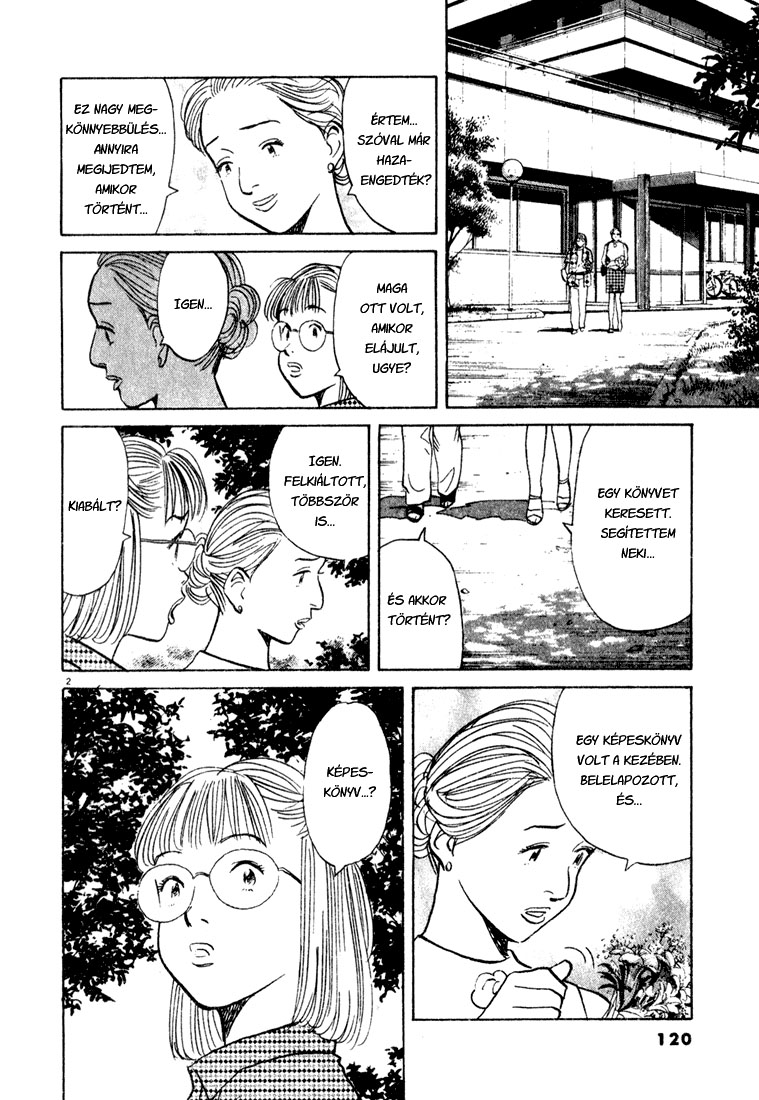 ÉRTEM...
SZÓVAL MÁR
HAZA-
ENGEDTÉK?
EZ NAGY MEG-
KÖNNYEBBÜLÉS...
ANNYIRA
MEGIJEDTEM,
AMIKOR
TÖRTÉNT...
MAGA
OTT VOLT,
AMIKOR
ELÁJULT,
UGYE?
IGEN...
EGY KÖNYVET
KERESETT.
SEGÍTETTEM
NEKI...
ÉS AKKOR
TÖRTÉNT?
IGEN.
FELKIÁLTOTT,
TÖBBSZÖR
IS...
KIABÁLT?
EGY KÉPESKÖNYV
VOLT A KEZÉBEN.
BELELAPOZOTT,
ÉS...
KÉPES-
KÖNYV...?
2
120